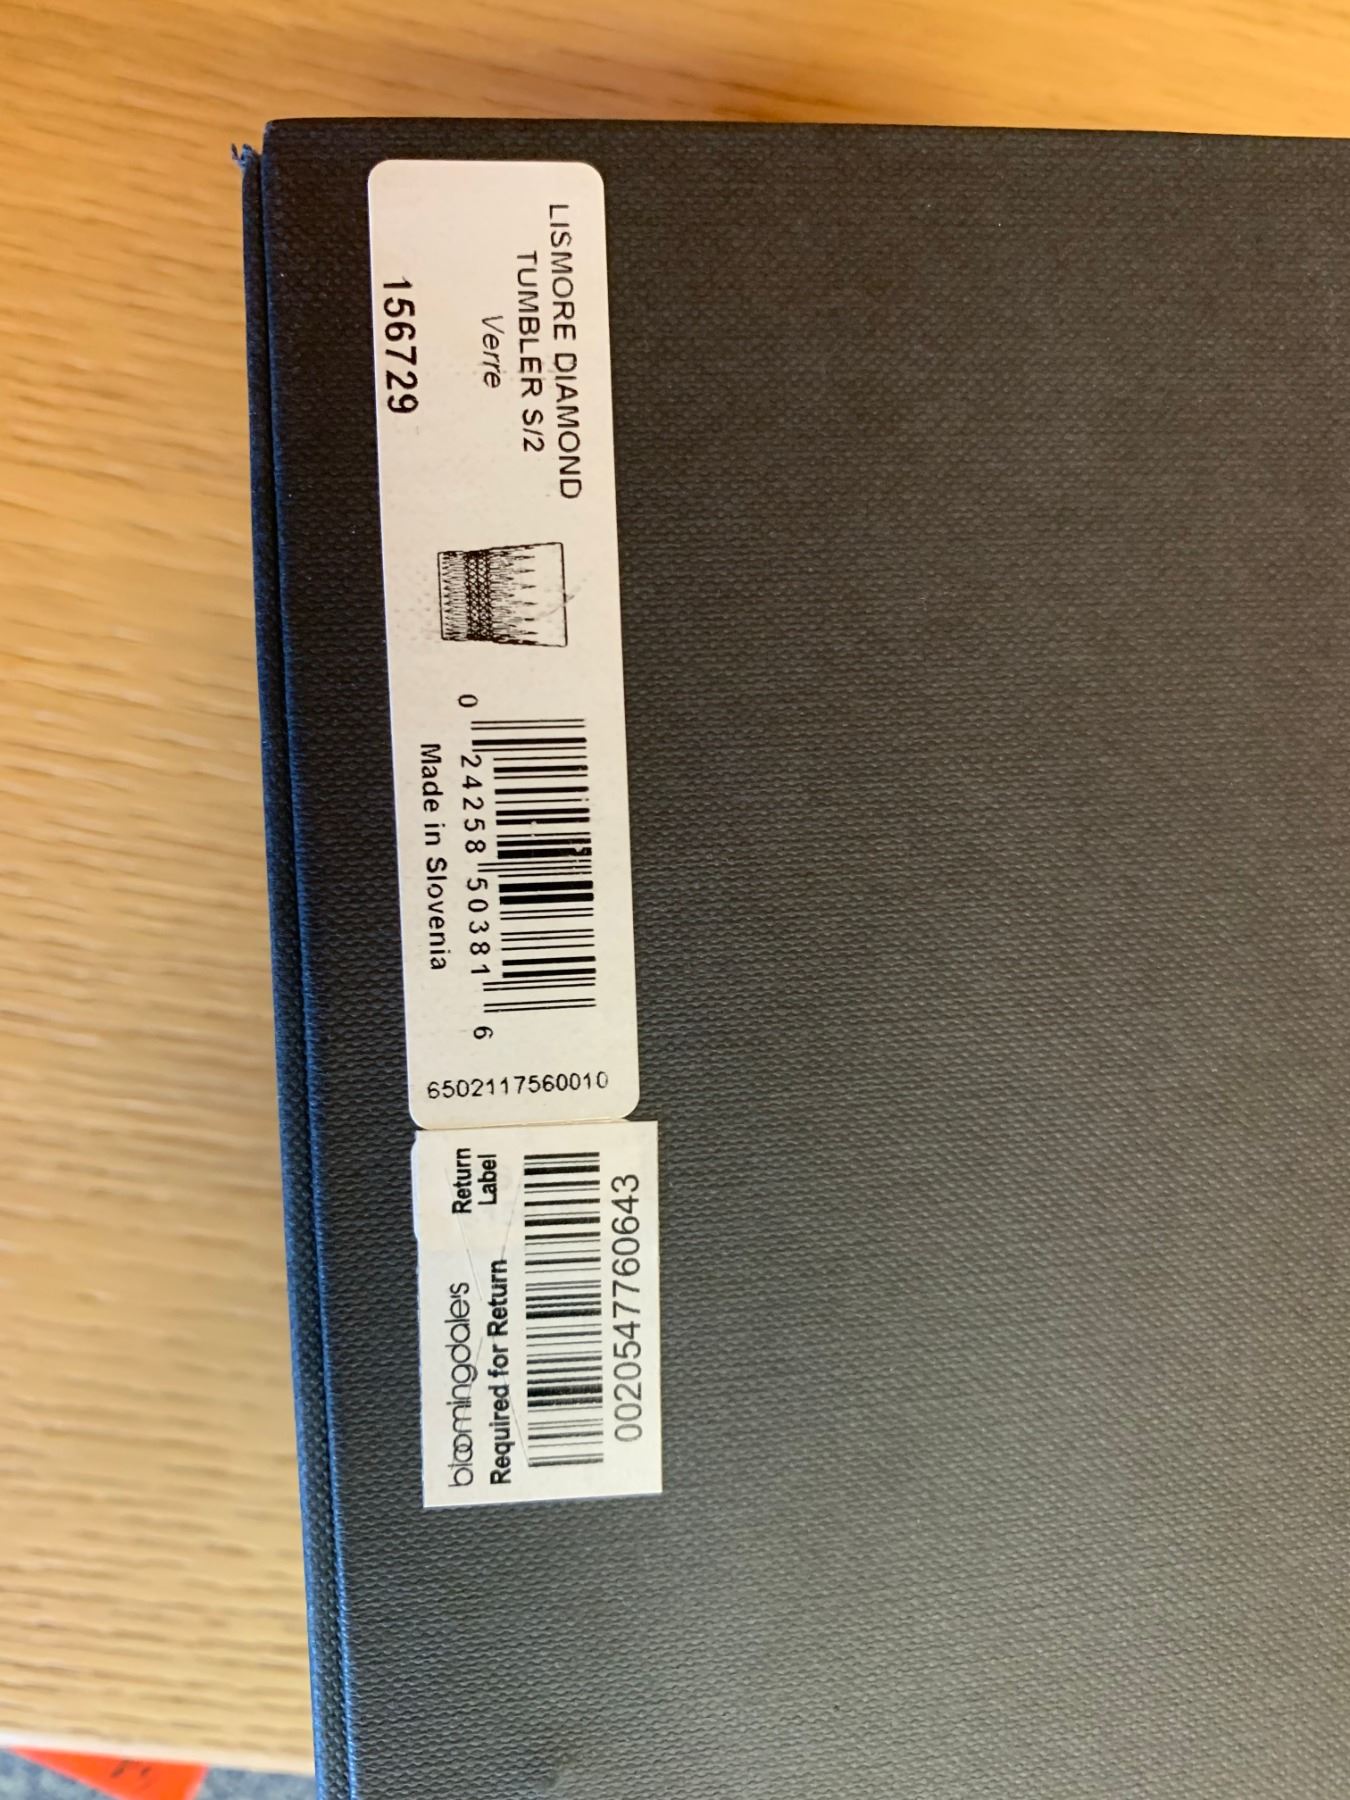 LISMORE DIAMOND
TUMBLER S/2
Verre
156729
0 24258 50381 6
Made in Slovenia
6502117560010
bloomingdale's
Return
Label
Required for Return
0020547760643